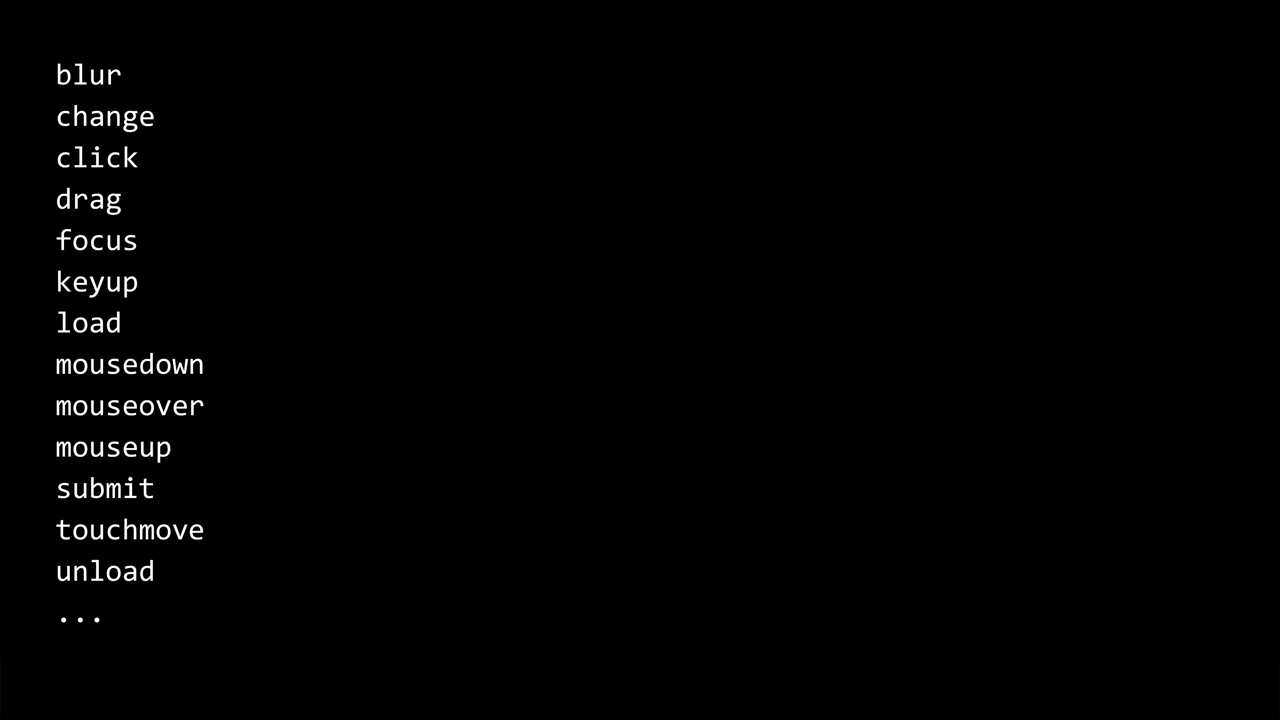 blur
change
click
drag
focus
keyup
load
mousedown
mouseover
mouseup
submit
touchmove
unload
...